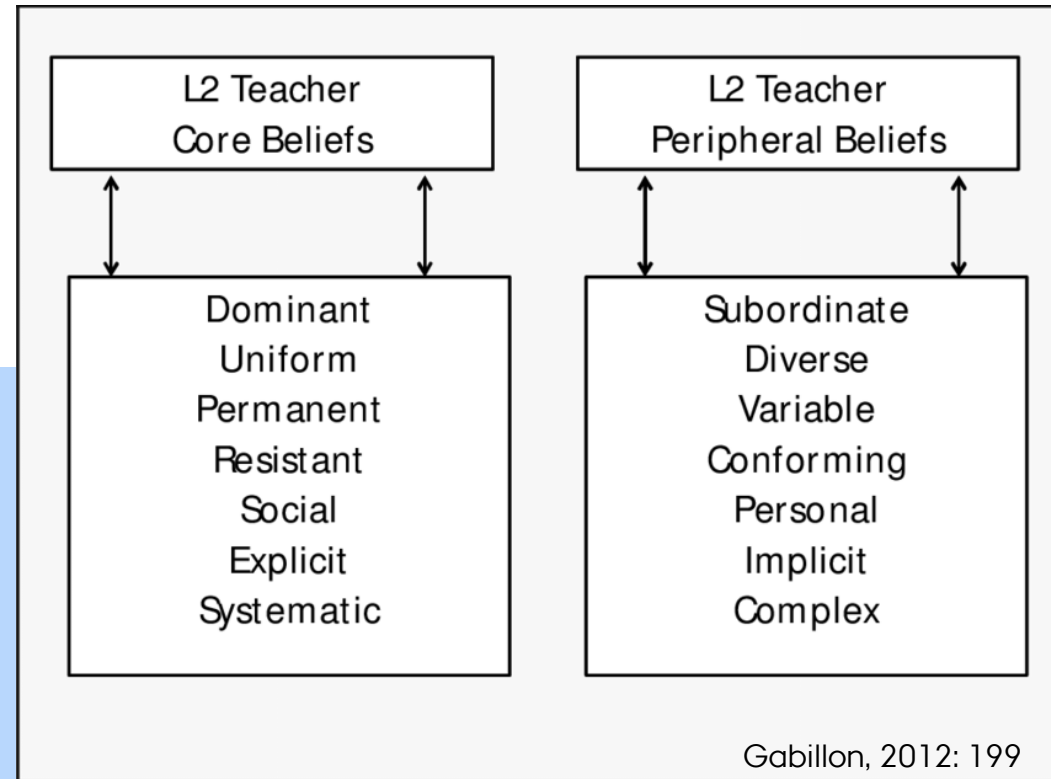 L2 Teacher
Core Beliefs
Dominant
Uniform
Permanent
Resistant
Social
Explicit
Systematic
L2 Teacher
Peripheral Beliefs
Subordinate
Diverse
Variable
Conforming
Personal
Implicit
Complex
Gabillon, 2012: 199